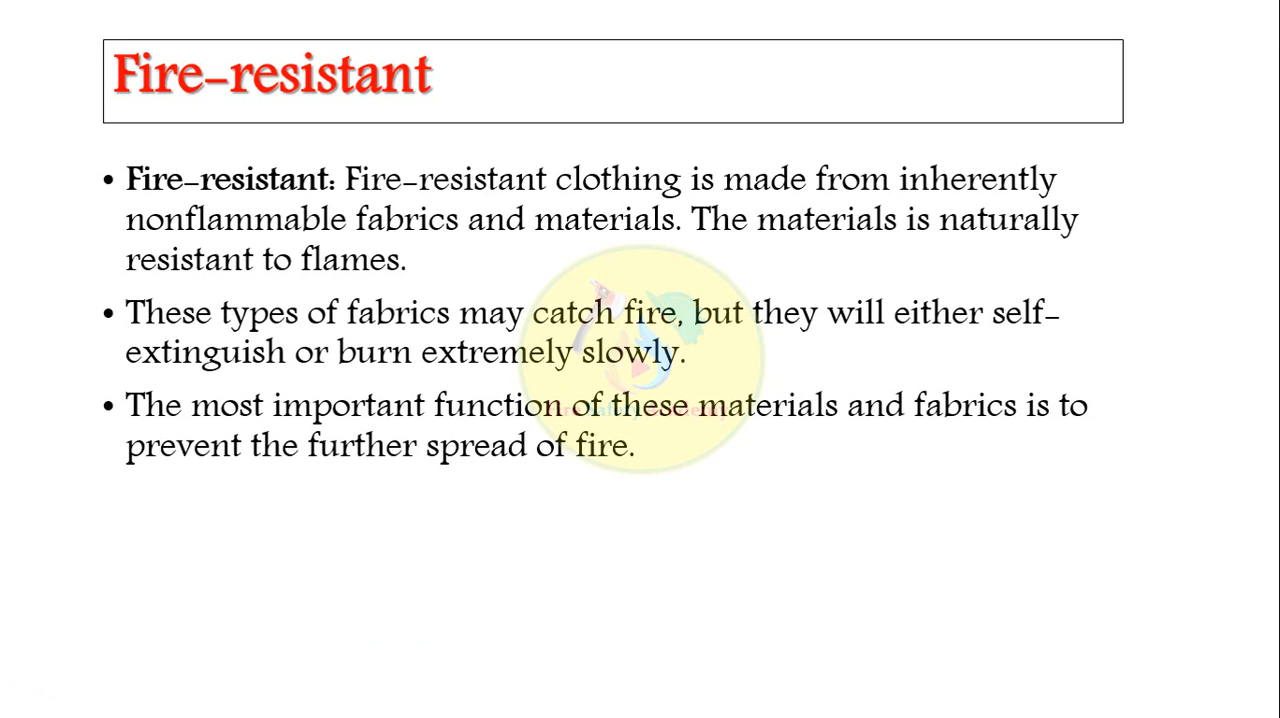 Fire-resistant
• Fire-resistant: Fire-resistant clothing is made from inherently
nonflammable fabrics and materials. The materials is naturally
resistant to flames.
• These types of fabrics may catch fire, but they will either self-
extinguish or burn extremely slowly.
• The most important function of these materials and fabrics is to
prevent the further spread of fire.